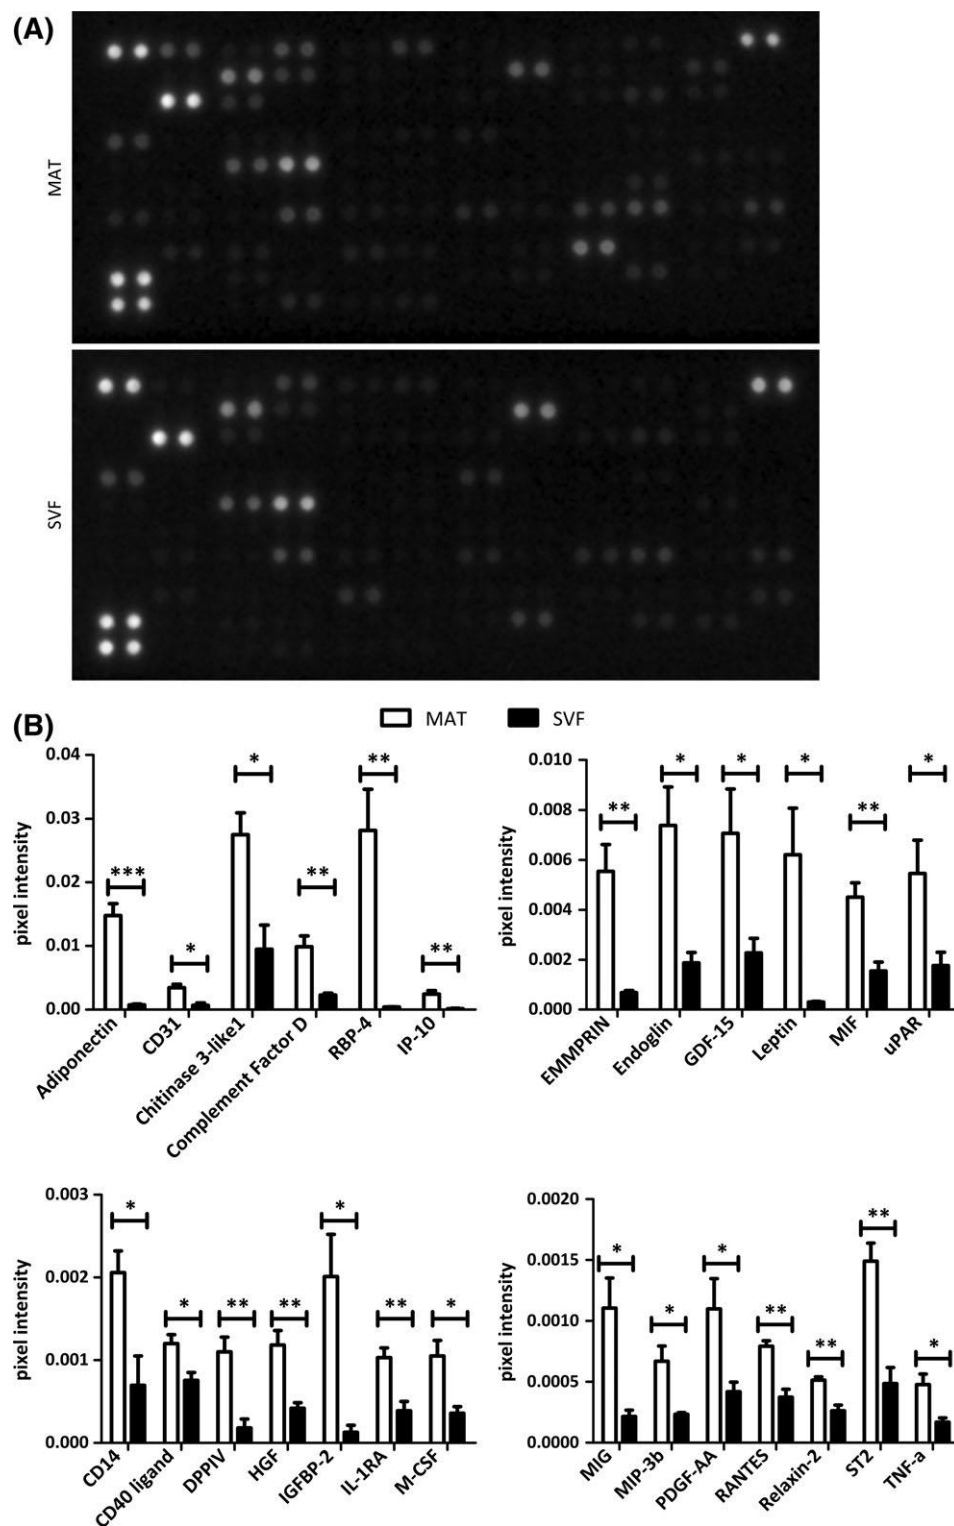 (A)
MAT
SVF
(B)
MAT SVF
0.04
0.03
0.02
0.01
0.00
pixel intensity
*** * * ** ** **
Adiponectin
CD31
Chitinase 3-like1
Complement Factor D
RBP-4
IP-10
0.010
0.008
0.006
0.004
0.002
0.000
pixel intensity
** * * * ** *
EMMPRIN
Endoglin
GDF-15
Leptin
MIF
uPAR
0.003
0.002
0.001
0.000
pixel intensity
* * ** ** * ** *
CD14
CD40 ligand
DPPIV
HGF
IGFBP-2
IL-1RA
M-CSF
0.0020
0.0015
0.0010
0.0005
0.0000
pixel intensity
* * * ** ** ** *
MIG
MIP-3b
PDGF-AA
RANTES
Relaxin-2
ST2
TNF-a